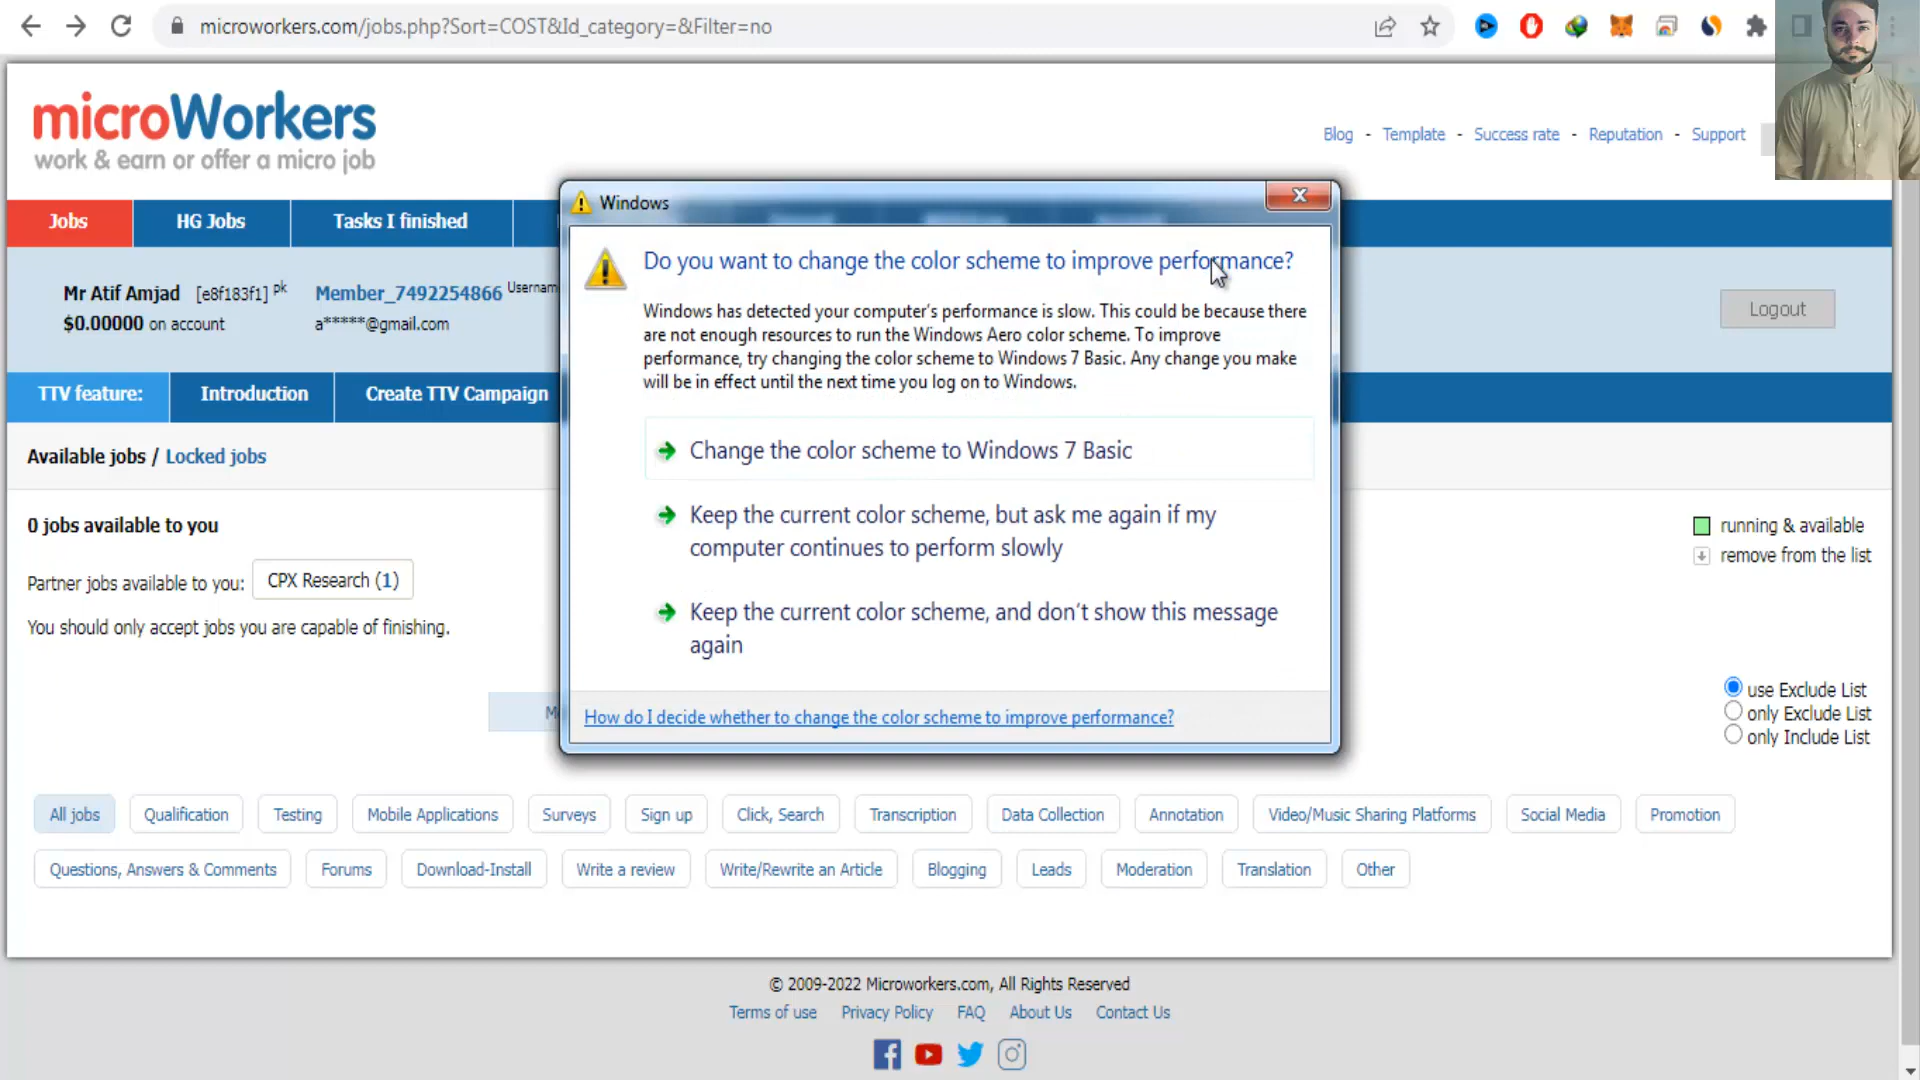 microworkers.com/jobs.php?Sort=COST&Id_category=&Filter=no
microWorkers
work & earn or offer a micro job
Blog - Template - Success rate - Reputation - Support
Jobs HG Jobs Tasks I finished
Mr Atif Amjad [e8f183f1] pk Member_7492254866 Usernam
$0.00000 on account a*****@gmail.com
Logout
TTV feature: Introduction Create TTV Campaign
Available jobs / Locked jobs
0 jobs available to you
Partner jobs available to you: CPX Research (1)
You should only accept jobs you are capable of finishing.
running & available
remove from the list
use Exclude List
only Exclude List
only Include List
Windows
Do you want to change the color scheme to improve performance?
Windows has detected your computer's performance is slow. This could be because there
are not enough resources to run the Windows Aero color scheme. To improve
performance, try changing the color scheme to Windows 7 Basic. Any change you make
will be in effect until the next time you log on to Windows.
Change the color scheme to Windows 7 Basic
Keep the current color scheme, but ask me again if my
computer continues to perform slowly
Keep the current color scheme, and don't show this message
again
How do I decide whether to change the color scheme to improve performance?
All jobs Qualification Testing Mobile Applications Surveys Sign up Click, Search Transcription Data Collection Annotation Video/Music Sharing Platforms Social Media Promotion
Questions, Answers & Comments Forums Download-Install Write a review Write/Rewrite an Article Blogging Leads Moderation Translation Other
© 2009-2022 Microworkers.com, All Rights Reserved
Terms of use Privacy Policy FAQ About Us Contact Us